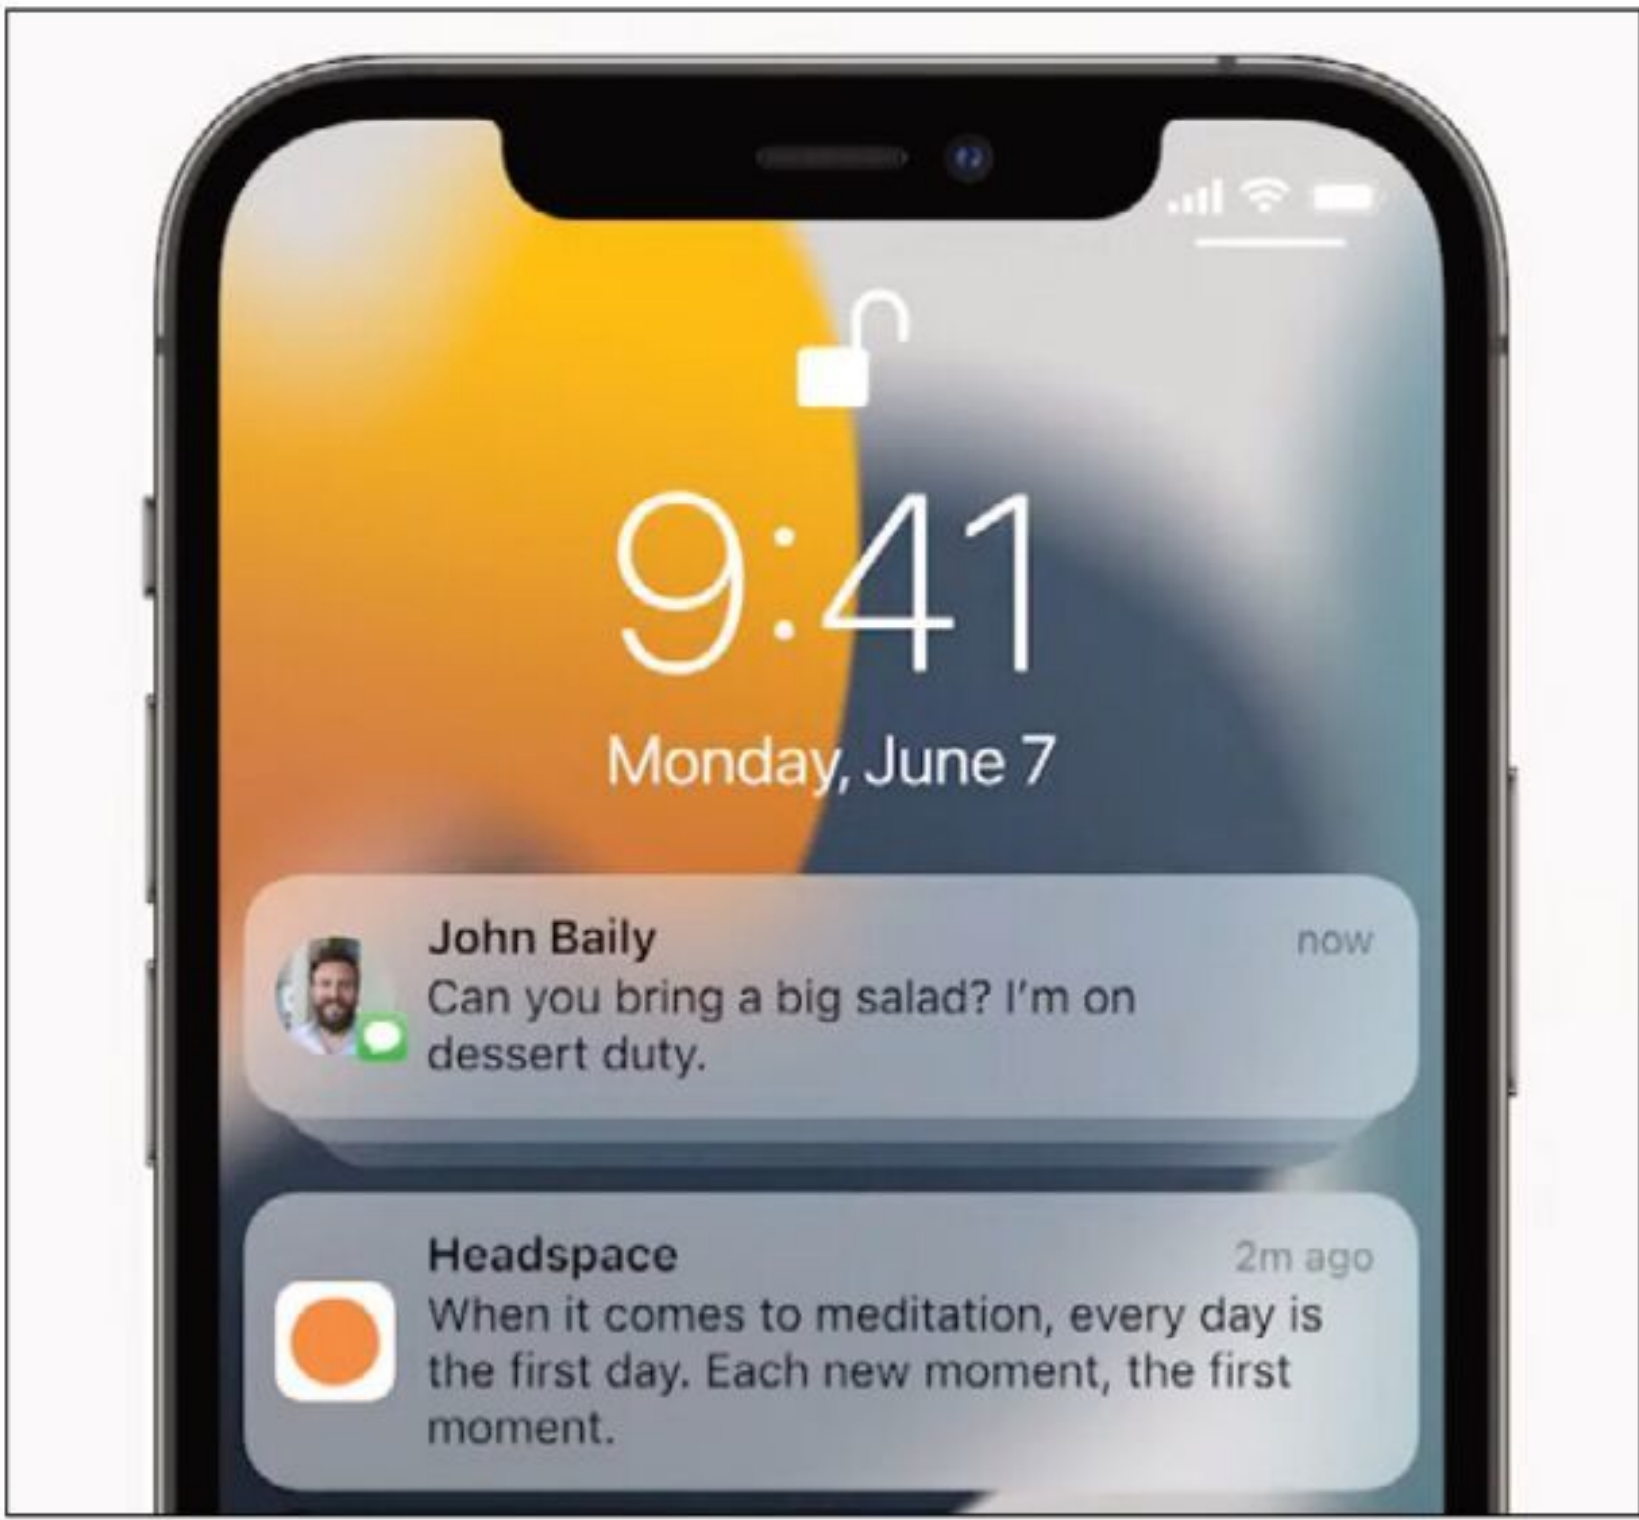 9:41
Monday, June 7
John Baily
now
Can you bring a big salad? I'm on
dessert duty.
Headspace
2m ago
When it comes to meditation, every day is
the first day. Each new moment, the first
moment.